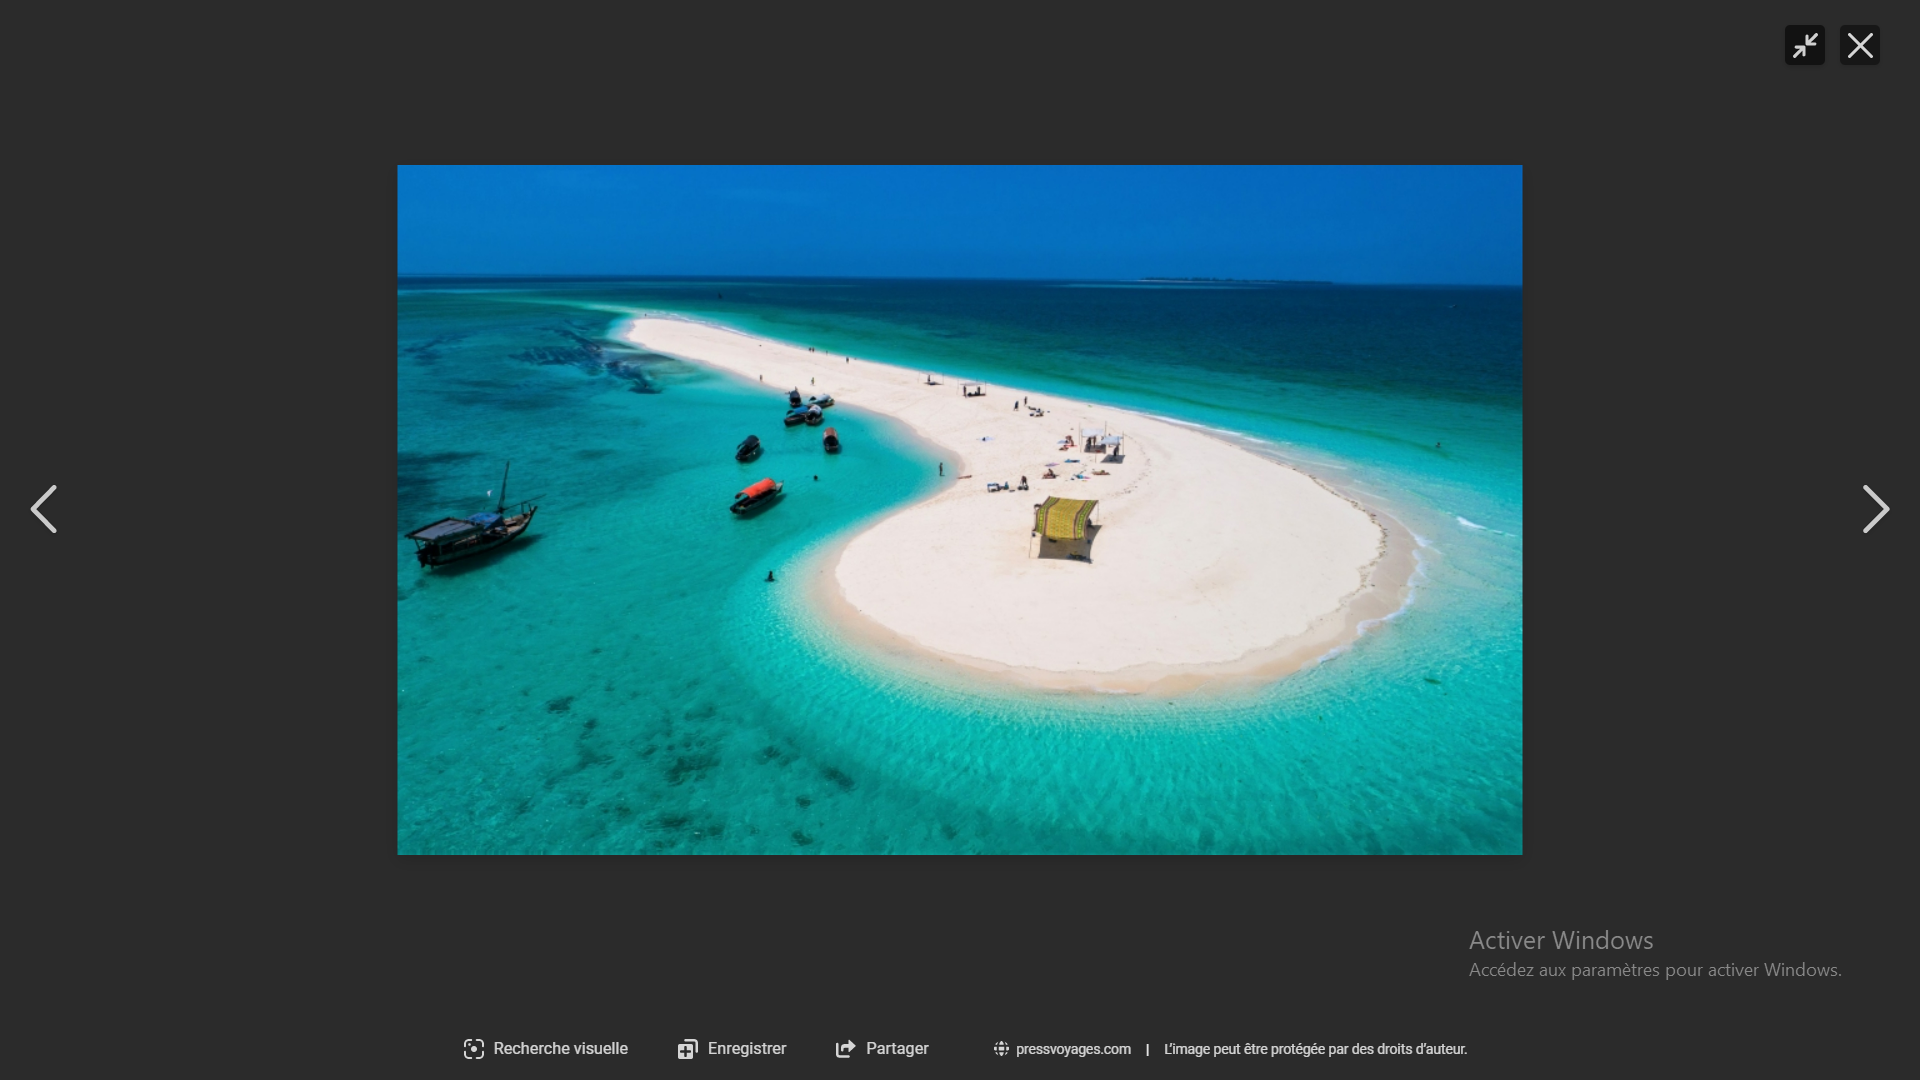 Activer Windows
Accédez aux paramètres pour activer Windows.
Recherche visuelle Enregistrer Partager pressvoyages.com | L'image peut être protégée par des droits d'auteur.